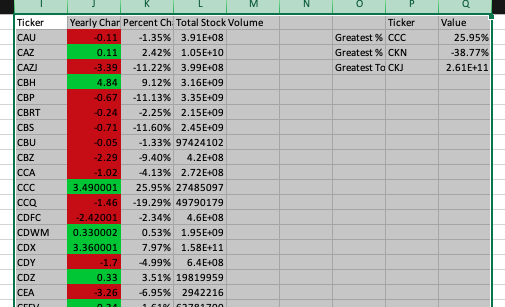 I J K L M N O P Q
Ticker Yearly Char Percent Ch Total Stock Volume Ticker Value
CAU -0.11 -1.35% 3.91E+08 Greatest % CCC 25.95%
CAZ 0.11 2.42% 1.05E+10 Greatest % CKN -38.77%
CAZJ -3.39 -11.22% 3.99E+08 Greatest To CKJ 2.61E+11
CBH 4.84 9.12% 3.16E+09
CBP -0.67 -11.13% 3.35E+09
CBRT -0.24 -2.25% 2.15E+09
CBS -0.71 -11.60% 2.45E+09
CBU -0.05 -1.33% 97424102
CBZ -2.29 -9.40% 4.2E+08
CCA -1.02 -4.13% 2.72E+08
CCC 3.490001 25.95% 27485097
CCQ -1.46 -19.29% 49790179
CDFC -2.42001 -2.34% 4.6E+08
CDWM 0.330002 0.53% 1.95E+09
CDX 3.360001 7.97% 1.58E+11
CDY -1.7 -4.99% 6.4E+08
CDZ 0.33 3.51% 19819959
CEA -3.26 -6.95% 2942216